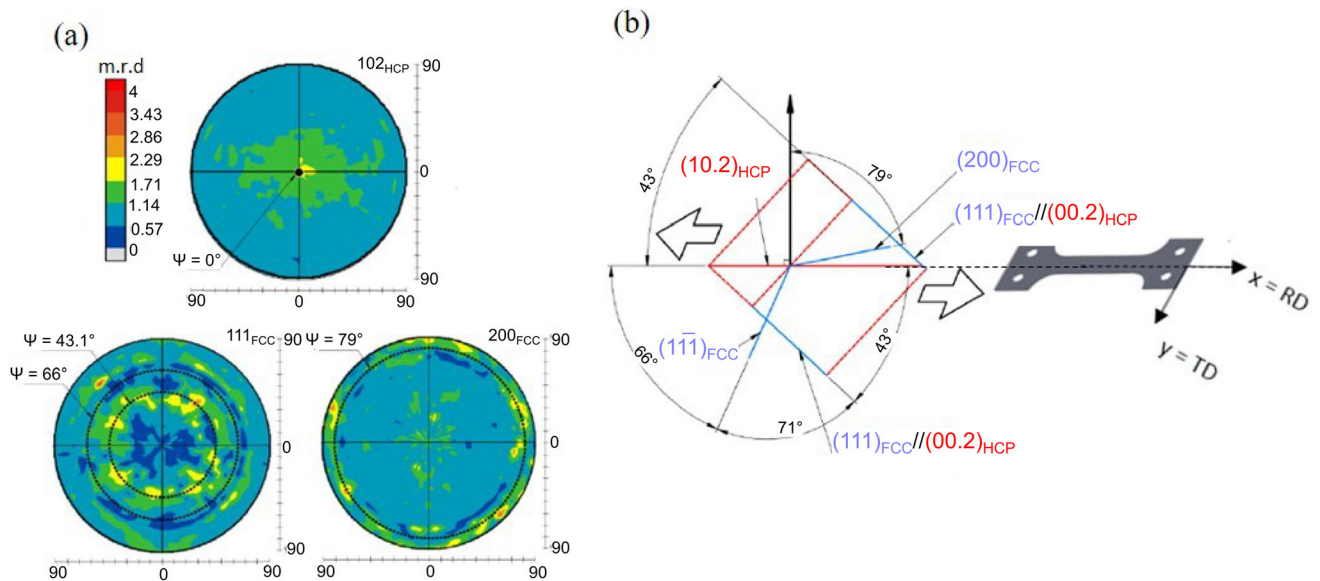 (a)
m.r.d
4
3.43
2.86
2.29
1.71
1.14
0.57
0
102HCP
90
0
90
90
0
90
Ψ = 0°
111FCC
Ψ = 43.1°
Ψ = 66°
90
0
90
90
0
90
200FCC
Ψ = 79°
90
0
90
90
0
90
(b)
43°
(10.2)HCP
79°
(200)FCC
(111)FCC//(00.2)HCP
x = RD
y = TD
66°
(11̅1̅)FCC
43°
71°
(111)FCC//(00.2)HCP